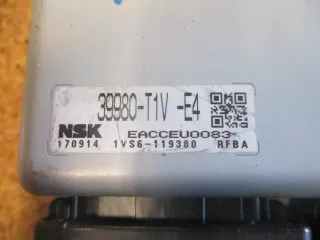 39980-T1V -E4
NSK EACCEU0083
170914 1VS6-119380 RFBA